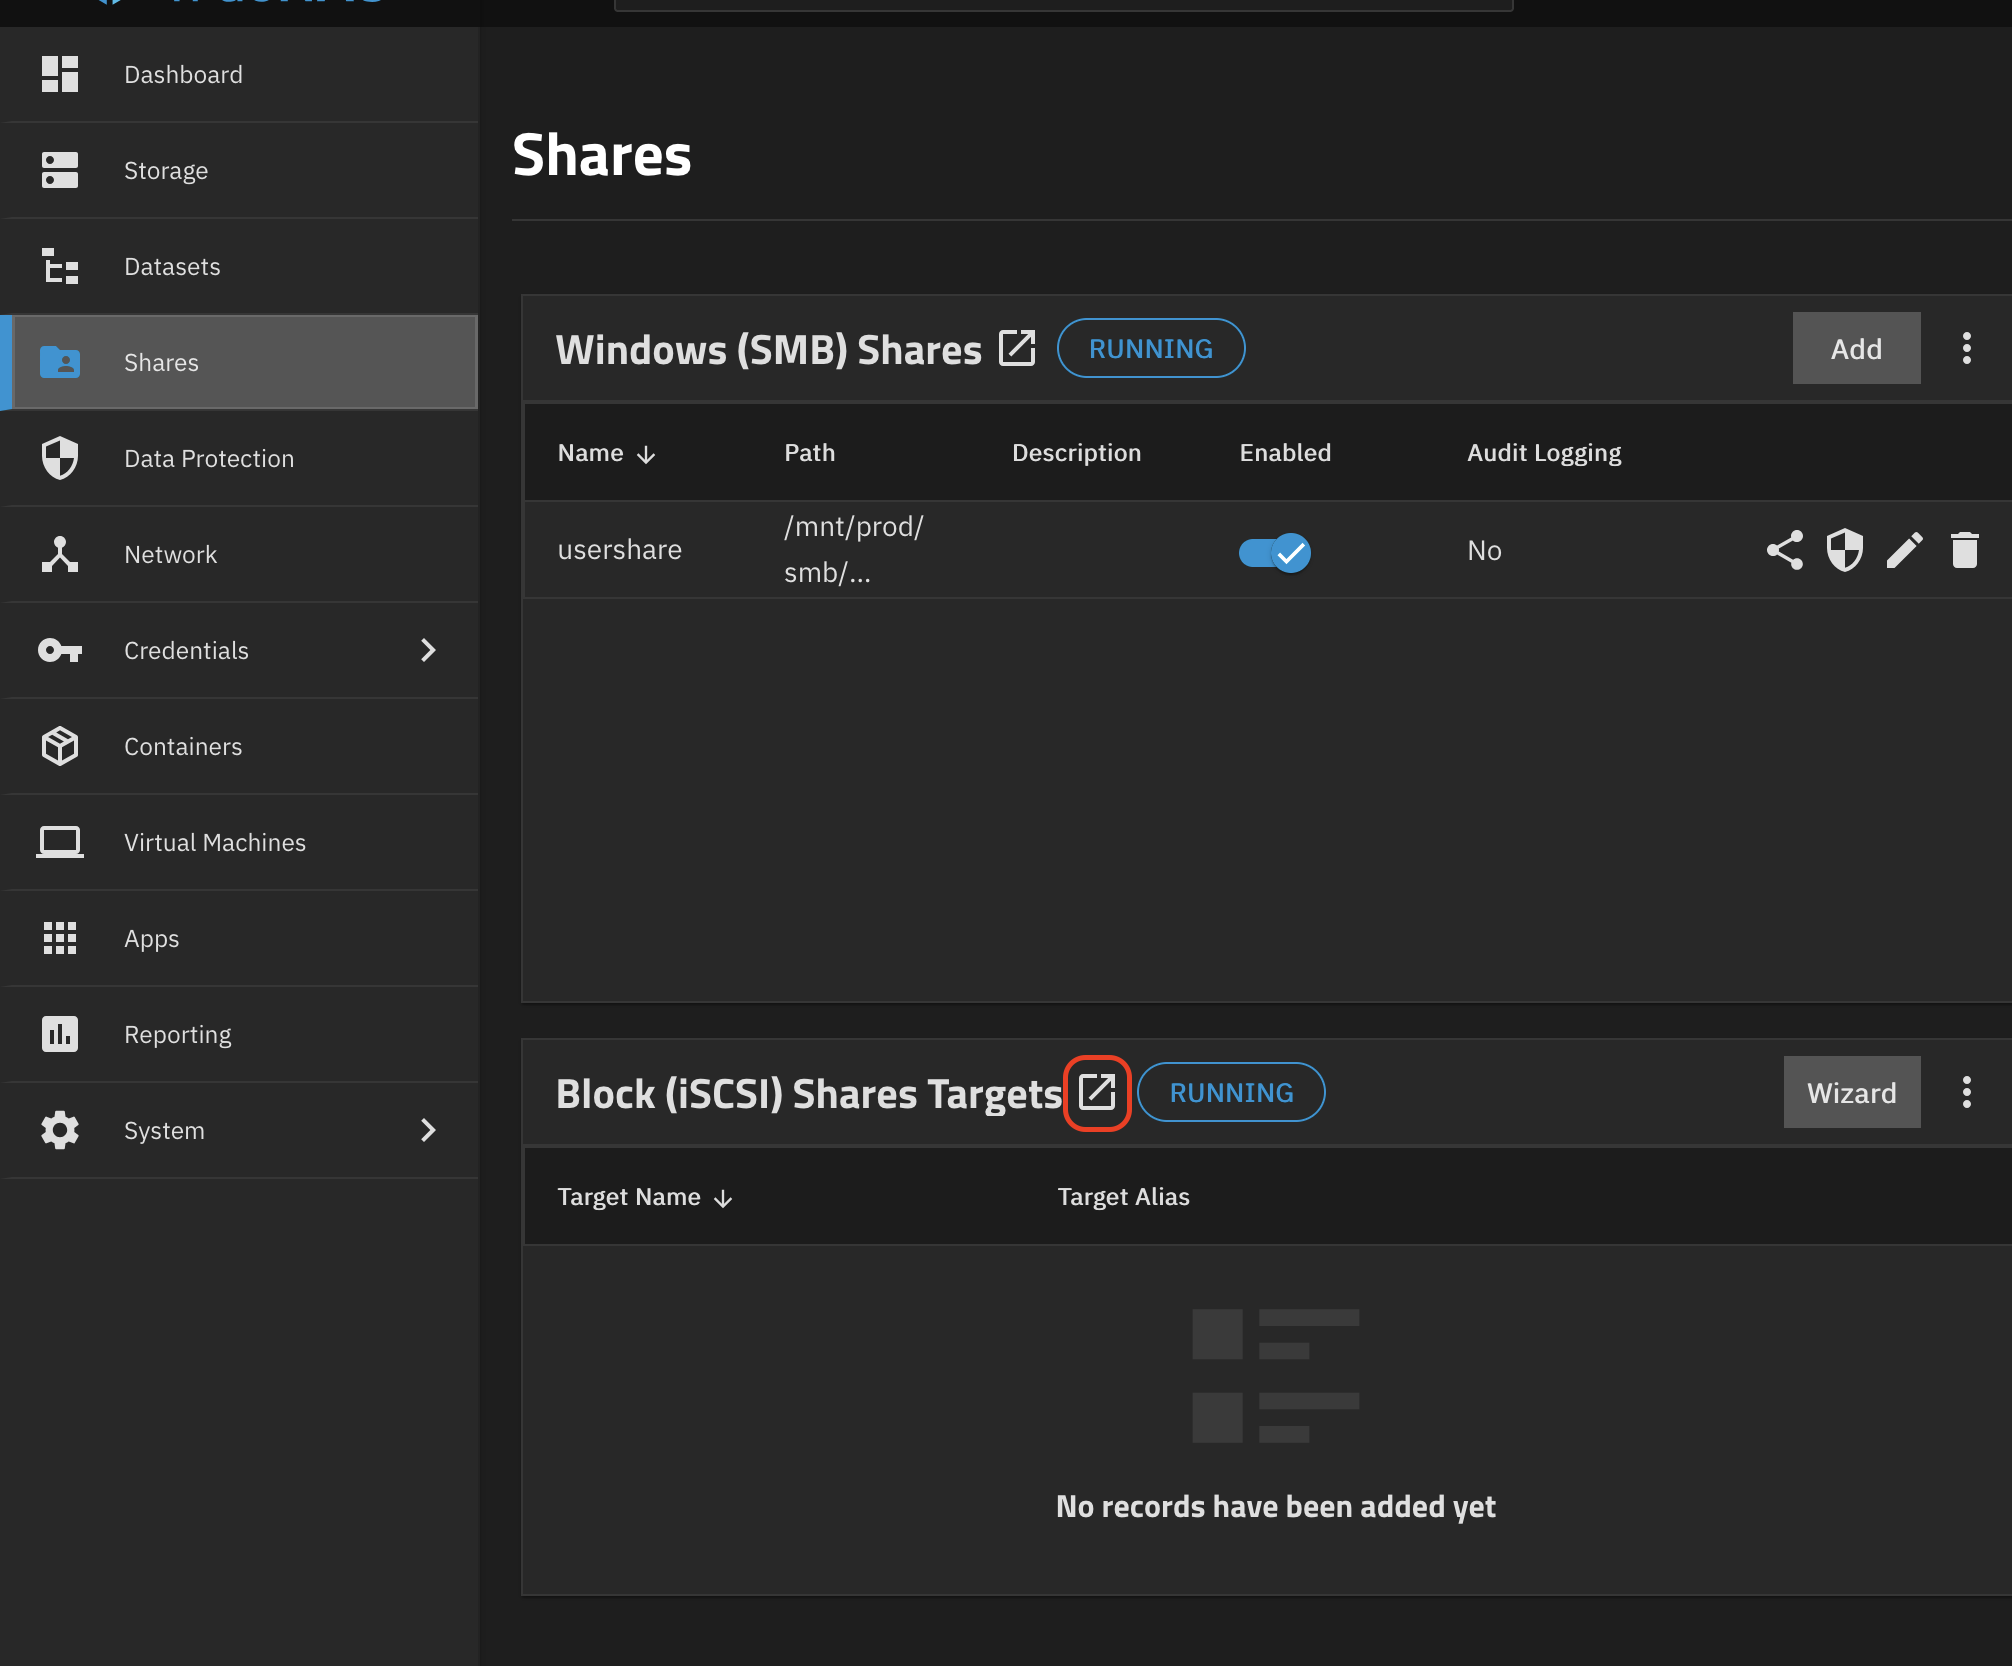 Dashboard
Storage
Datasets
Shares
Data Protection
Network
Credentials
Containers
Virtual Machines
Apps
Reporting
System
Shares
Windows (SMB) Shares RUNNING Add
Name Path Description Enabled Audit Logging
usershare /mnt/prod/
smb/... No
Block (iSCSI) Shares Targets RUNNING Wizard
Target Name Target Alias
No records have been added yet